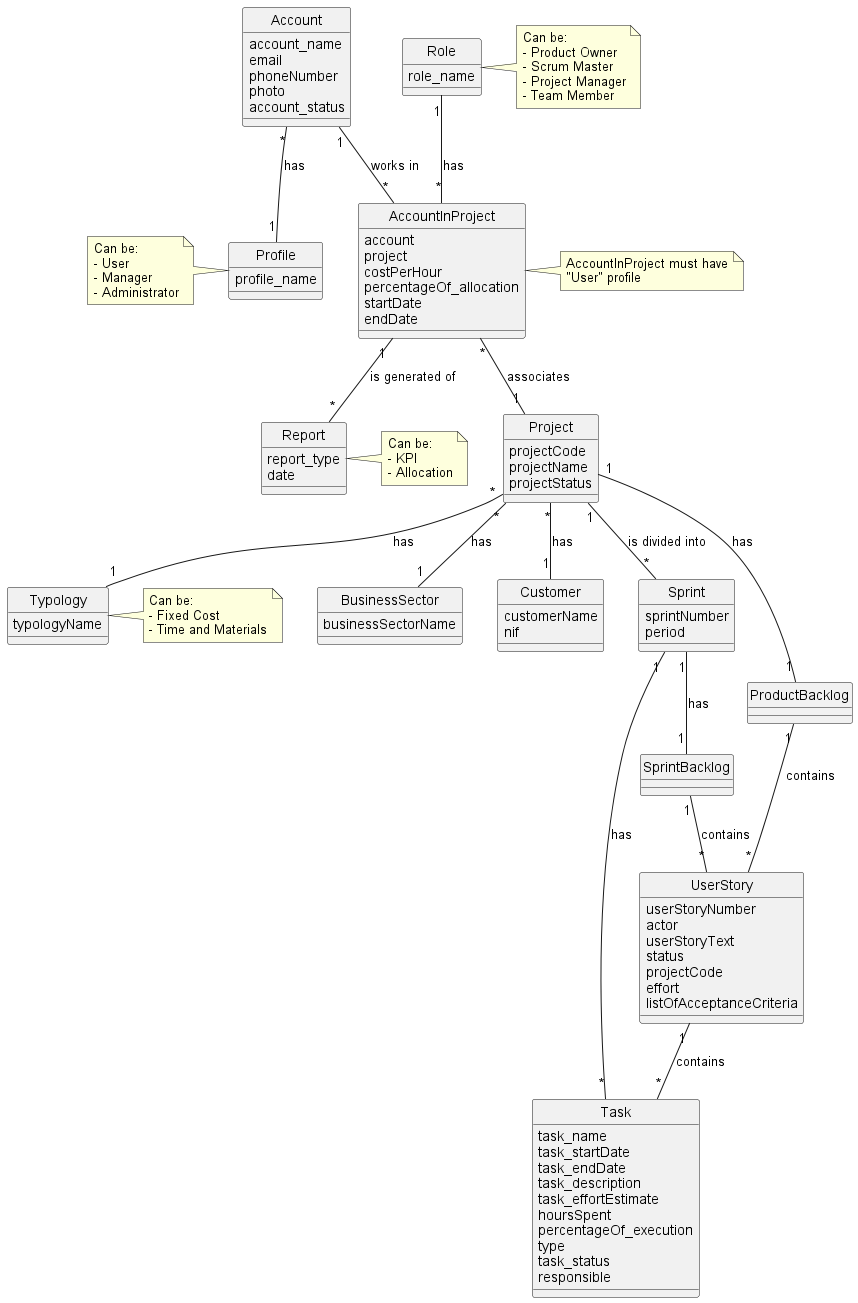 Account
account_name
email
phoneNumber
photo
account_status
Role
role_name
Can be:
- Product Owner
- Scrum Master
- Project Manager
- Team Member
*
1
1
has
works in
has
1
*
*
Can be:
- User
- Manager
- Administrator
Profile
profile_name
AccountInProject
account
project
costPerHour
percentageOf_allocation
startDate
endDate
AccountInProject must have
"User" profile
1
*
is generated of
associates
*
1
Report
report_type
date
Can be:
- KPI
- Allocation
Project
projectCode
projectName
projectStatus
*
*
*
1
1
has
has
has
is divided into
has
1
1
1
*
1
Typology
typologyName
Can be:
- Fixed Cost
- Time and Materials
BusinessSector
businessSectorName
Customer
customerName
nif
Sprint
sprintNumber
period
1
1
ProductBacklog
has
1
1
SprintBacklog
contains
1
has
contains
*
*
UserStory
userStoryNumber
actor
userStoryText
status
projectCode
effort
listOfAcceptanceCriteria
1
contains
*
*
Task
task_name
task_startDate
task_endDate
task_description
task_effortEstimate
hoursSpent
percentageOf_execution
type
task_status
responsible